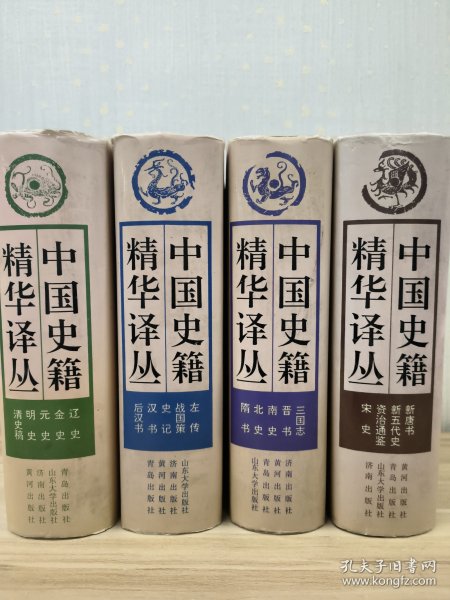 中国史籍
精华译丛
辽史
金史
元史
明史
清史稿
青岛出版社
济南出版社
山东大学出版社
黄河出版社
中国史籍
精华译丛
左传
战国策
史记
汉书
后汉书
山东大学出版社
济南出版社
黄河出版社
青岛出版社
中国史籍
精华译丛
三国志
晋书
南史
北史
隋书
济南出版社
青岛出版社
黄河出版社
山东大学出版社
中国史籍
精华译丛
新唐书
新五代史
资治通鉴
宋史
黄河出版社
青岛出版社
山东大学出版社
济南出版社
孔夫子旧书网
www.kongfz.com